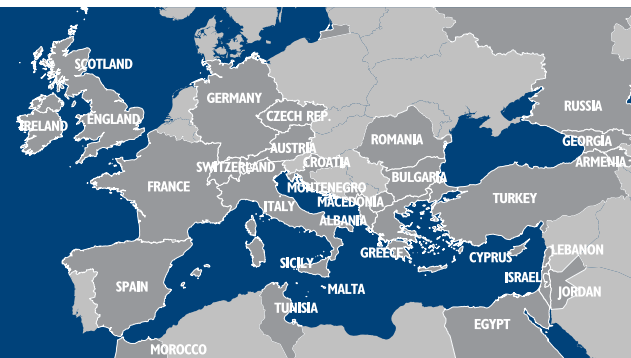 SCOTLAND
IRELAND
ENGLAND
GERMANY
CZECH REP.
RUSSIA
AUSTRIA
ROMANIA
GEORGIA
SWITZERLAND
CROATIA
ARMENIA
FRANCE
MONTENEGRO
BULGARIA
ITALY
MACEDONIA
TURKEY
ALBANIA
GREECE
CYPRUS
LEBANON
SICILY
ISRAEL
SPAIN
MALTA
JORDAN
TUNISIA
EGYPT
MOROCCO